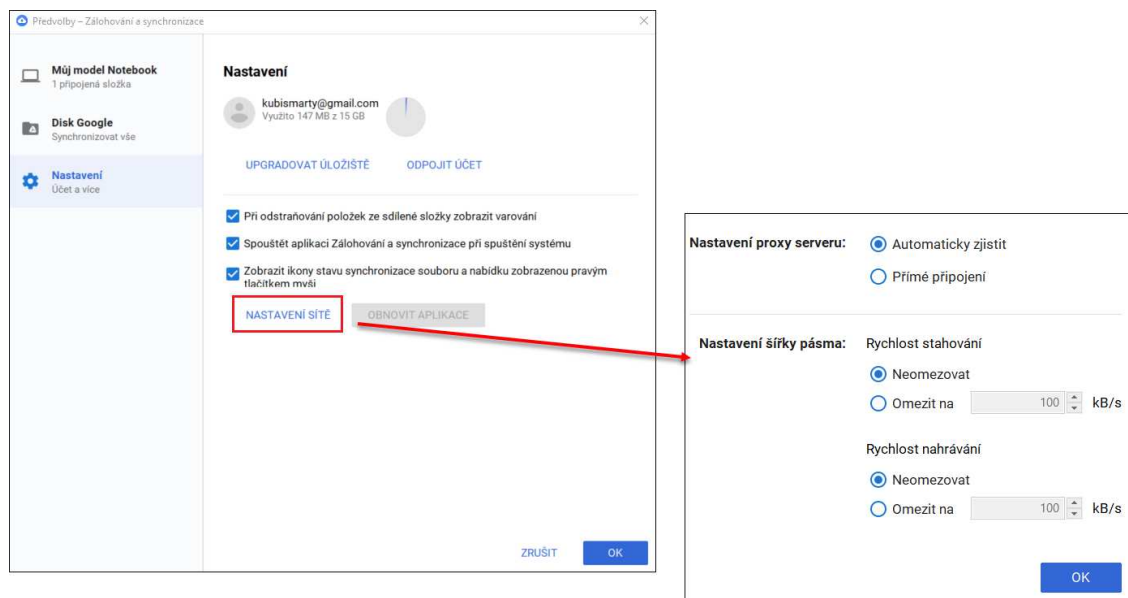 Předvolby – Zálohování a synchronizace
Můj model Notebook
1 připojená složka
Disk Google
Synchronizovat vše
Nastavení
Účet a více
Nastavení
kubismarty@gmail.com
Využito 147 MB z 15 GB
UPGRADOVAT ÚLOŽIŠTĚ ODPOJIT ÚČET
Při odstraňování položek ze sdílené složky zobrazit varování
Spouštět aplikaci Zálohování a synchronizace při spuštění systému
Zobrazit ikony stavu synchronizace souboru a nabídku zobrazenou pravým
tlačítkem myši
NASTAVENÍ SÍTĚ OBNOVIT APLIKACE
ZRUŠIT OK
Nastavení proxy serveru: Automaticky zjistit
Přímé připojení
Nastavení šířky pásma: Rychlost stahování
Neomezovat
Omezit na 100 kB/s
Rychlost nahrávání
Neomezovat
Omezit na 100 kB/s
OK